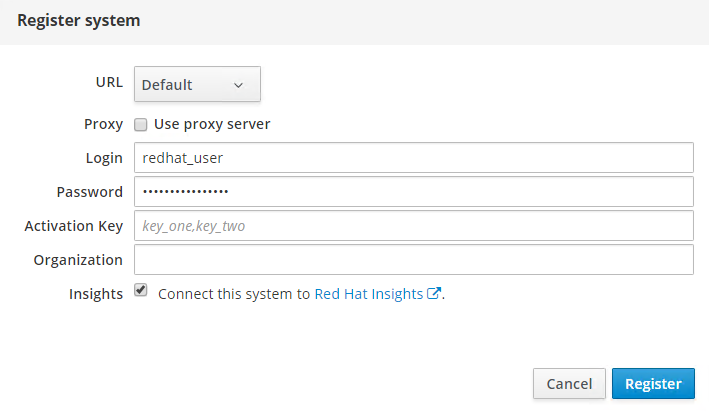 Register system
URL Default
Proxy Use proxy server
Login redhat_user
Password ••••••••••••••••
Activation Key key_one,key_two
Organization
Insights Connect this system to Red Hat Insights.
Cancel Register